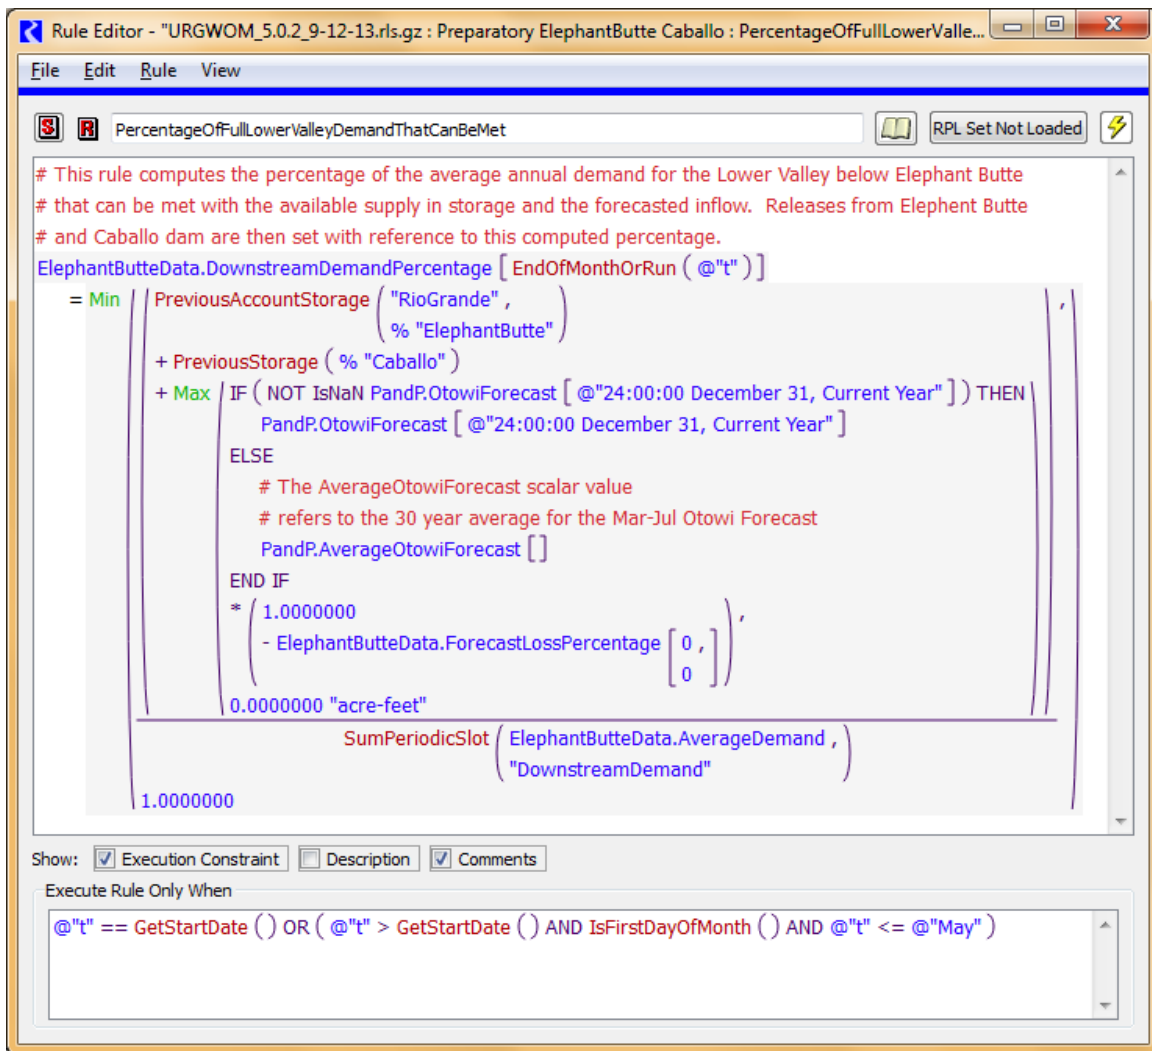 Rule Editor - "URGWOM_5.0.2_9-12-13.rls.gz : Preparatory ElephantButte Caballo : PercentageOfFullLowerValle...
File Edit Rule View
S R PercentageOfFullLowerValleyDemandThatCanBeMet RPL Set Not Loaded
# This rule computes the percentage of the average annual demand for the Lower Valley below Elephant Butte
# that can be met with the available supply in storage and the forecasted inflow. Releases from Elephent Butte
# and Caballo dam are then set with reference to this computed percentage.
ElephantButteData.DownstreamDemandPercentage [ EndOfMonthOrRun ( @"t" ) ]
= Min ( ( PreviousAccountStorage ( "RioGrande" ,
% "ElephantButte" )
+ PreviousStorage ( % "Caballo" )
+ Max ( IF ( NOT IsNaN PandP.OtowiForecast [ @"24:00:00 December 31, Current Year" ] ) THEN
PandP.OtowiForecast [ @"24:00:00 December 31, Current Year" ]
ELSE
# The AverageOtowiForecast scalar value
# refers to the 30 year average for the Mar-Jul Otowi Forecast
PandP.AverageOtowiForecast []
END IF
* ( 1.0000000
- ElephantButteData.ForecastLossPercentage [ 0 ,
0 ] ) ,
0.0000000 "acre-feet" ) ) ,
SumPeriodicSlot ( ElephantButteData.AverageDemand ,
"DownstreamDemand" )
1.0000000 )
Show: Execution Constraint Description Comments
Execute Rule Only When
@"t" == GetStartDate () OR ( @"t" > GetStartDate () AND IsFirstDayOfMonth () AND @"t" <= @"May" )